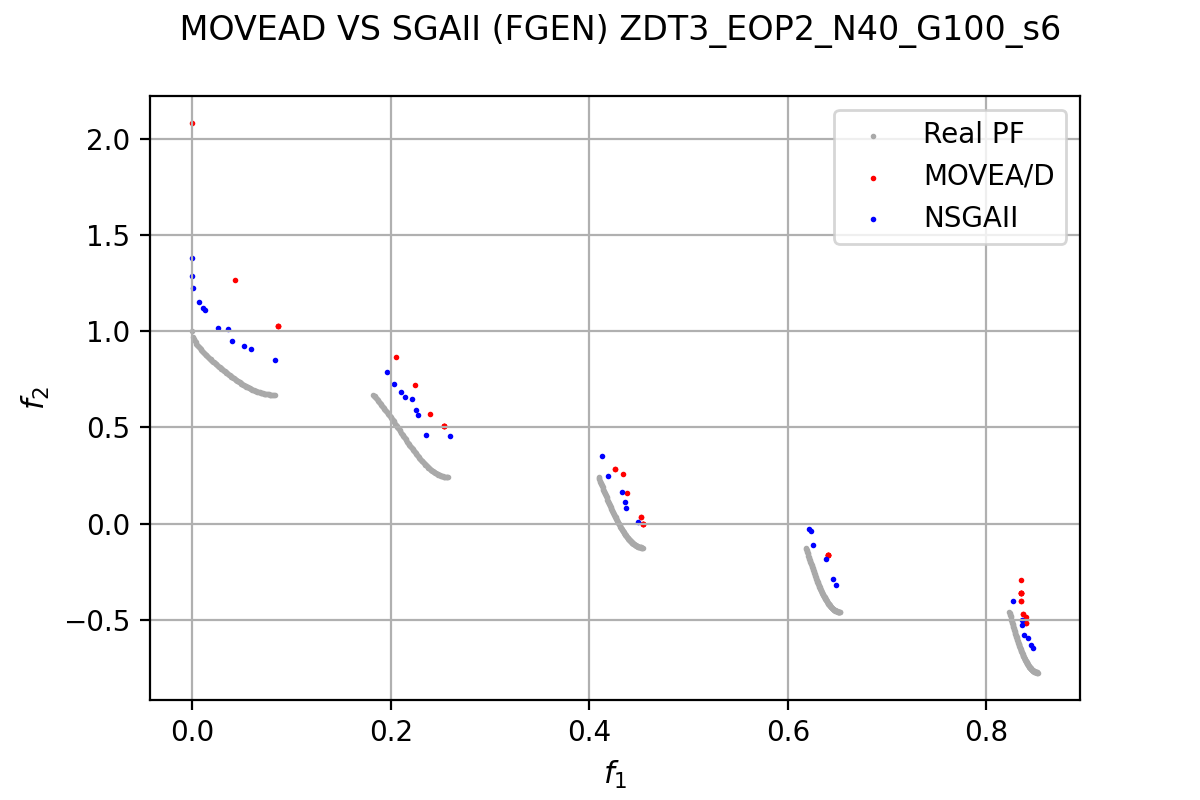 MOVEAD VS SGAII (FGEN) ZDT3_EOP2_N40_G100_s6
Real PF
MOVEA/D
NSGAII
2.0
1.5
1.0
0.5
0.0
−0.5
f2
0.0 0.2 0.4 0.6 0.8
f1